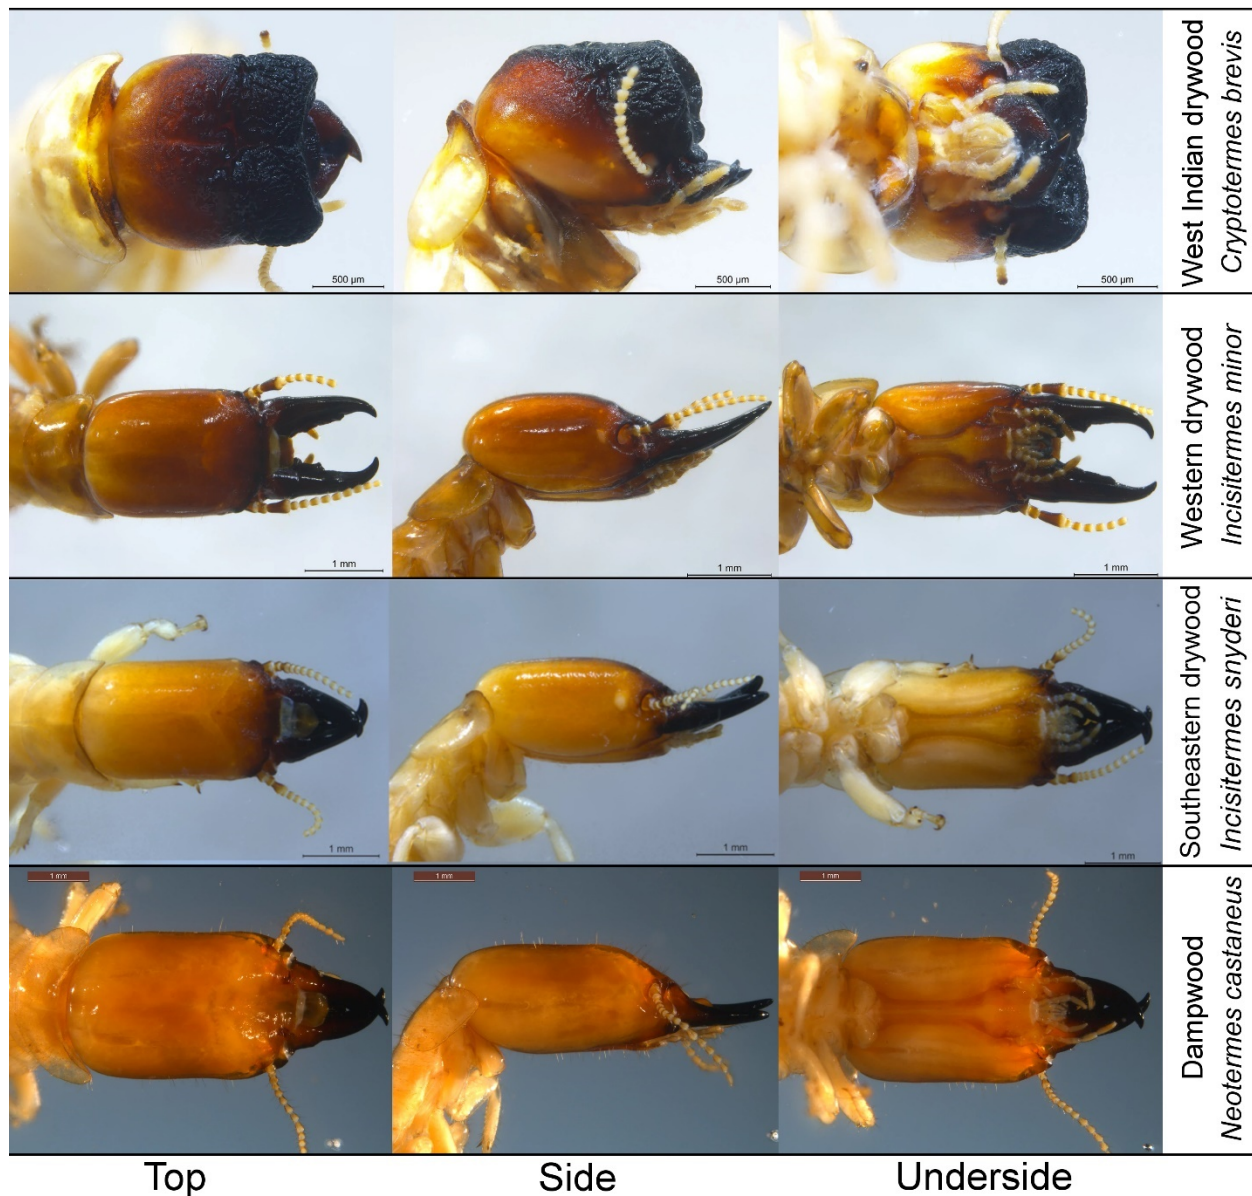 500 µm
500 µm
500 µm
West Indian drywood
Cryptotermes brevis
1 mm
1 mm
1 mm
Western drywood
Incisitermes minor
1 mm
1 mm
1 mm
Southeastern drywood
Incisitermes snyderi
1 mm
1 mm
1 mm
Dampwood
Neotermes castaneus
Top
Side
Underside